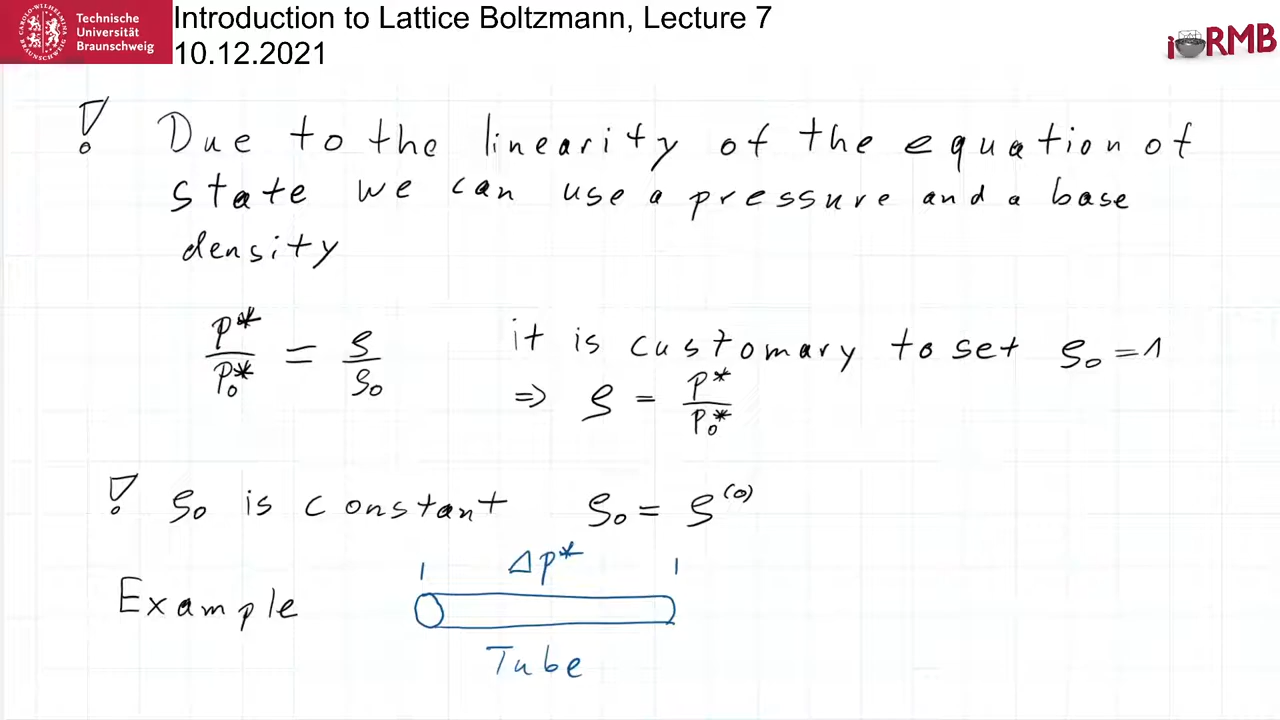 Technische
Universität
Braunschweig
Introduction to Lattice Boltzmann, Lecture 7
10.12.2021
iRMB
! Due to the linearity of the equation of
state we can use a pressure and a base
density
p*/p₀* = ρ/ρ₀ it is customary to set ρ₀ = 1
⇒ ρ = p*/p₀*
! ρ₀ is constant ρ₀ = ρ⁽⁰⁾
Δp*
Example
Tube